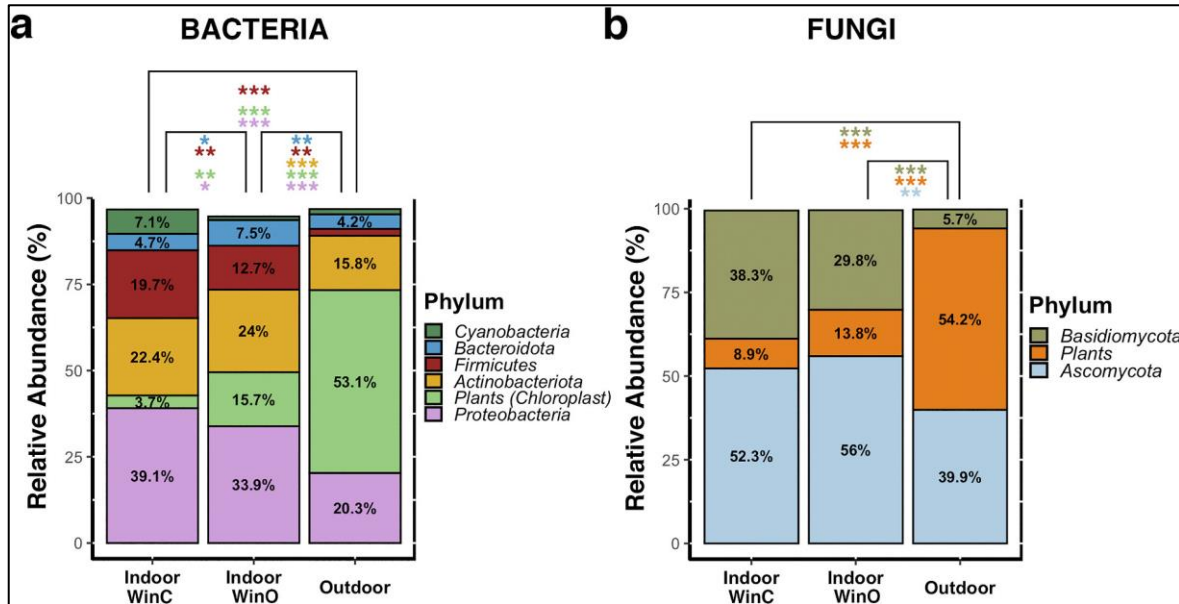 a BACTERIA
***
***
***
* **
** **
***
** ***
* ***
Relative Abundance (%)
100
75
50
25
0
7.1%
4.7%
19.7%
22.4%
3.7%
39.1%
7.5%
12.7%
24%
15.7%
33.9%
4.2%
15.8%
53.1%
20.3%
Indoor
WinC
Indoor
WinO
Outdoor
Phylum
Cyanobacteria
Bacteroidota
Firmicutes
Actinobacteriota
Plants (Chloroplast)
Proteobacteria
b FUNGI
***
***
***
***
**
Relative Abundance (%)
100
75
50
25
0
38.3%
8.9%
52.3%
29.8%
13.8%
56%
5.7%
54.2%
39.9%
Indoor
WinC
Indoor
WinO
Outdoor
Phylum
Basidiomycota
Plants
Ascomycota